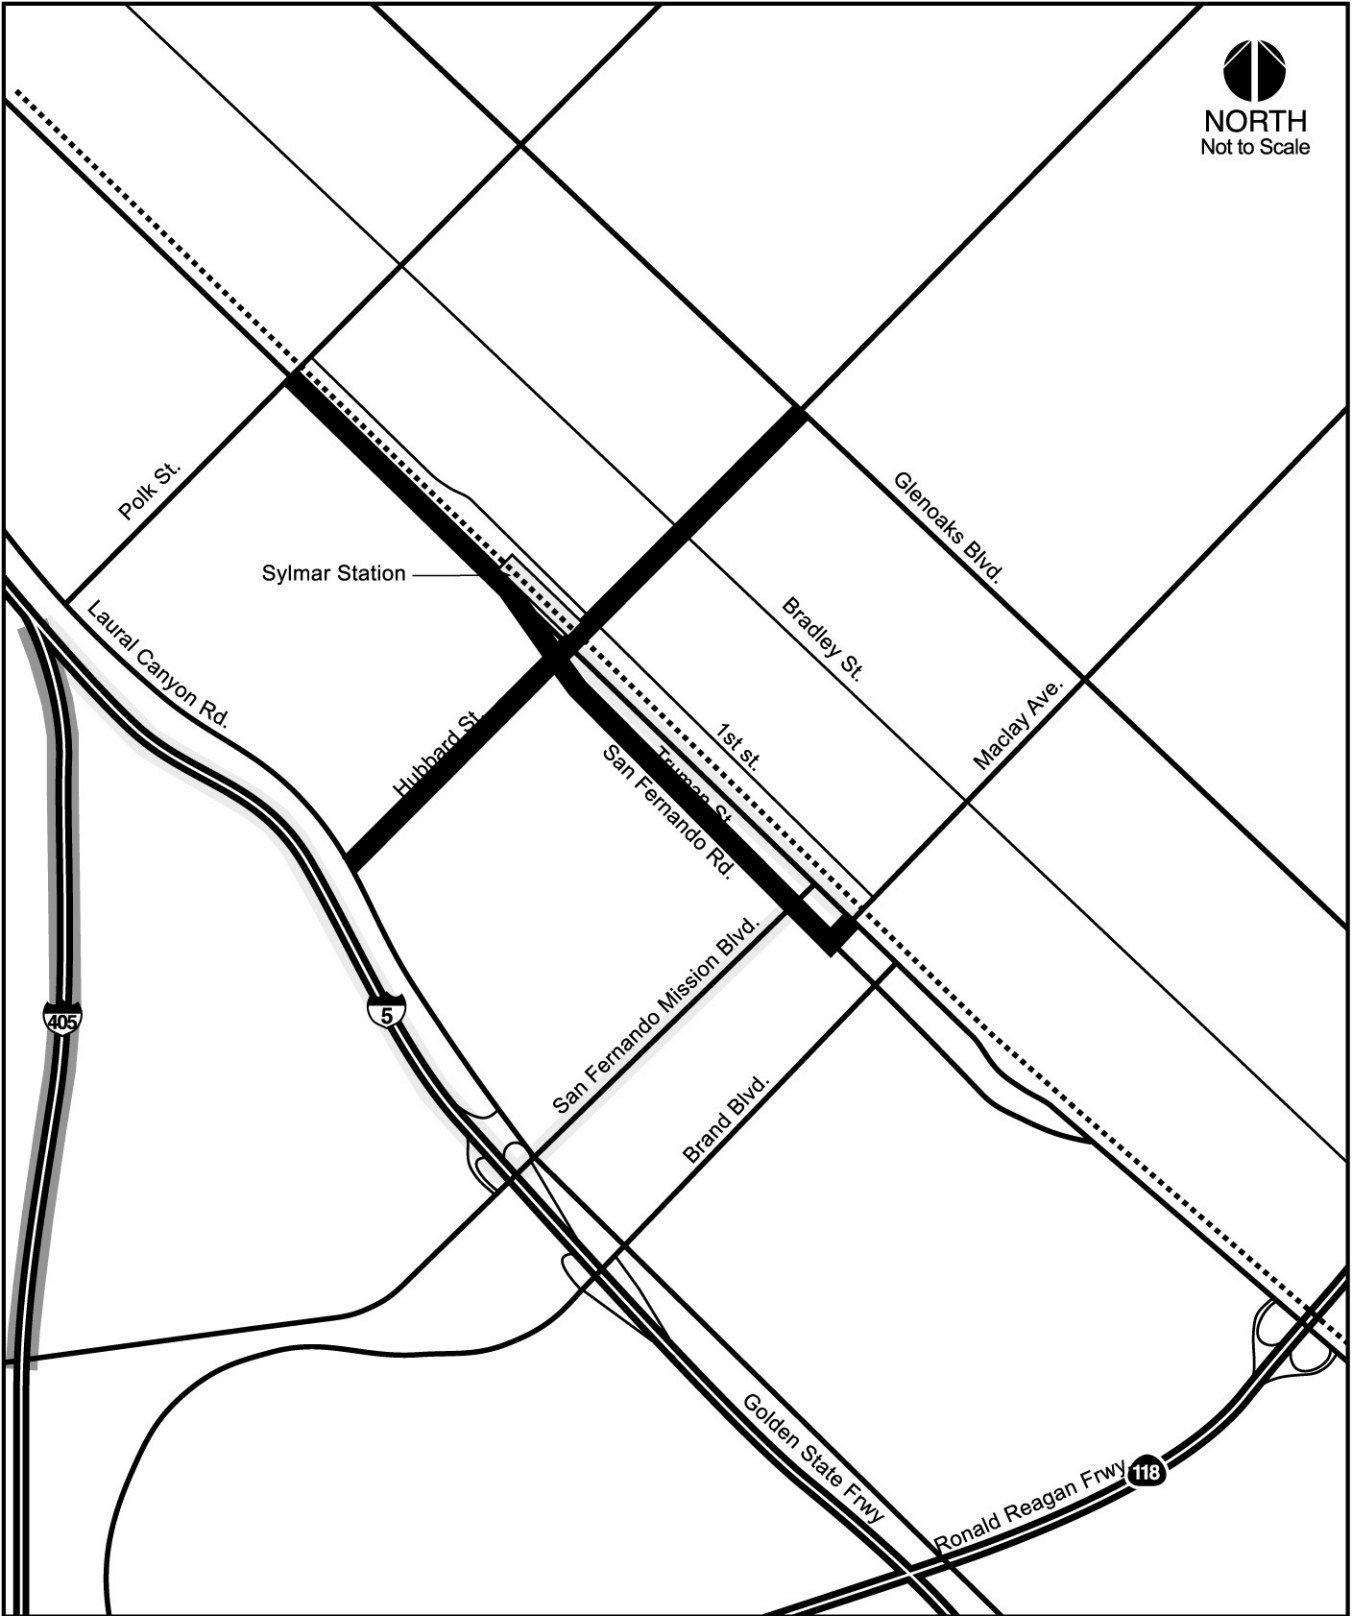 NORTH
Not to Scale
Polk St.
Glenoaks Blvd.
Sylmar Station
Bradley St.
Laural Canyon Rd.
Maclay Ave.
Hubbard St.
1st st.
Truman St.
San Fernando Rd.
San Fernando Mission Blvd.
405
5
Brand Blvd.
Golden State Frwy
Ronald Reagan Frwy
118